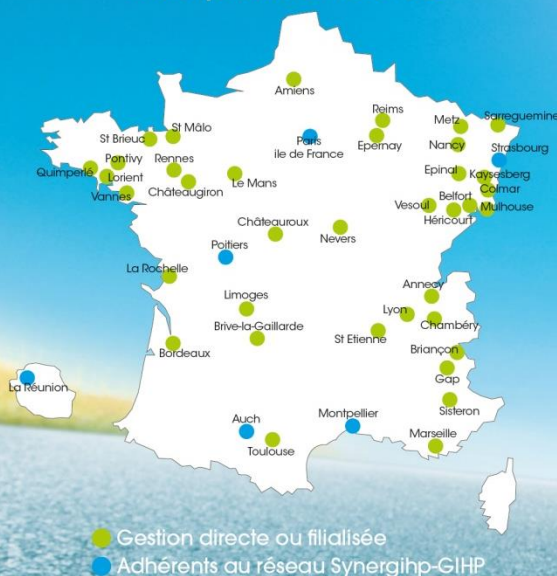 Amiens
Reims
Metz
Sarreguemine
St Brieuc
St Mâlo
Paris
ile de France
Epernay
Nancy
Strasbourg
Quimperlé
Pontivy
Rennes
Epinal
Kaysesberg
Lorient
Châteaugiron
Le Mans
Colmar
Vannes
Vesoul
Belfort
Mulhouse
Héricourt
Châteauroux
Nevers
Poitiers
La Rochelle
Annecy
Limoges
Lyon
Brive-la-Gaillarde
Chambéry
St Etienne
Bordeaux
Briançon
Gap
La Réunion
Sisteron
Auch
Montpellier
Marseille
Toulouse
Gestion directe ou filialisée
Adhérents au réseau Synergihp-GIHP